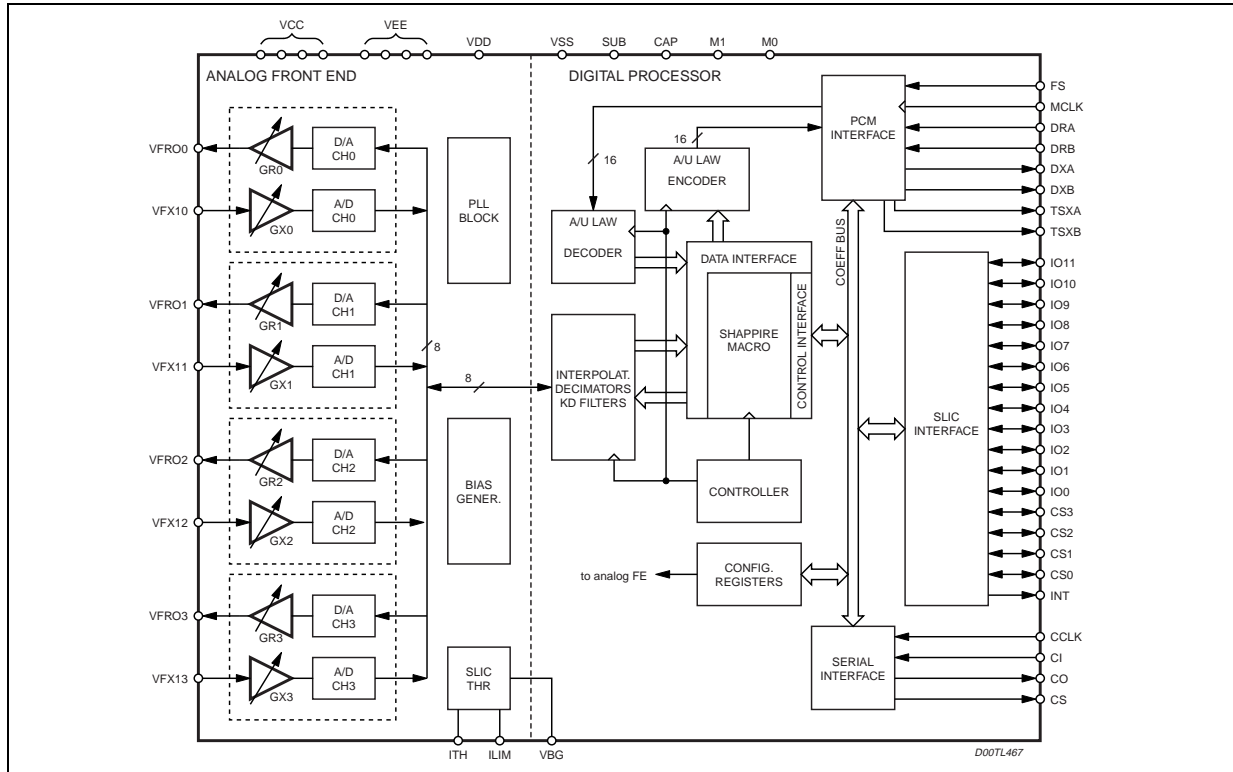 VCC
VEE
VDD
VSS
SUB
CAP
M1
M0
ANALOG FRONT END
DIGITAL PROCESSOR
VFRO0
GR0
D/A
CH0
VFX10
GX0
A/D
CH0
VFRO1
GR1
D/A
CH1
VFX11
GX1
A/D
CH1
VFRO2
GR2
D/A
CH2
VFX12
GX2
A/D
CH2
VFRO3
GR3
D/A
CH3
VFX13
GX3
A/D
CH3
PLL
BLOCK
8
8
BIAS
GENER.
SLIC
THR
ITH
ILIM
VBG
16
16
A/U LAW
ENCODER
A/U LAW
DECODER
DATA INTERFACE
SHAPPIRE
MACRO
CONTROL INTERFACE
INTERPOLAT.
DECIMATORS
KD FILTERS
CONTROLLER
to analog FE
CONFIG.
REGISTERS
PCM
INTERFACE
COEFF BUS
SLIC
INTERFACE
SERIAL
INTERFACE
FS
MCLK
DRA
DRB
DXA
DXB
TSXA
TSXB
IO11
IO10
IO9
IO8
IO7
IO6
IO5
IO4
IO3
IO2
IO1
IO0
CS3
CS2
CS1
CS0
INT
CCLK
CI
CO
CS
D00TL467